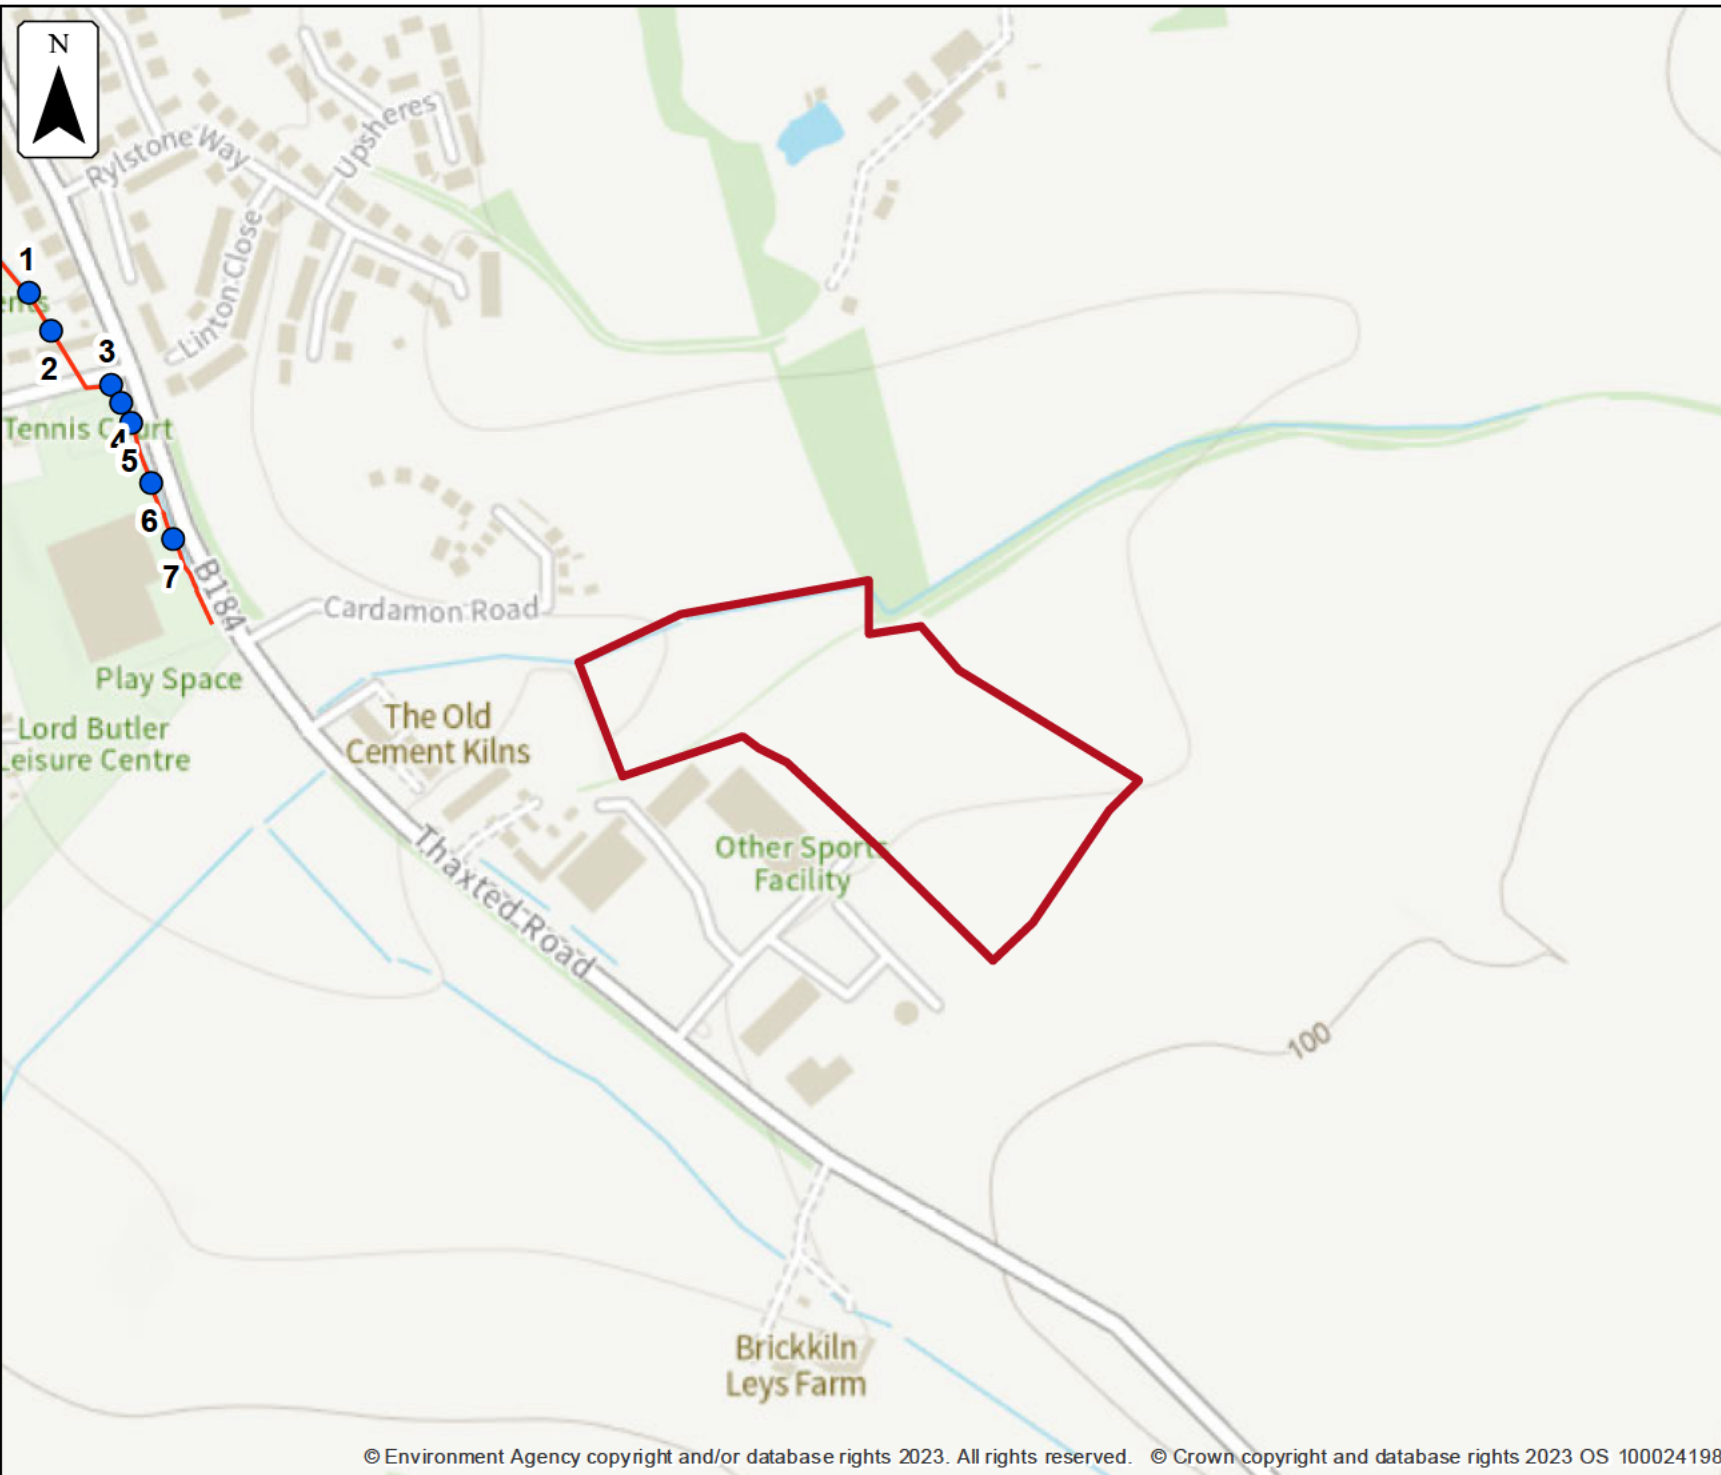 N
Rylstone Way
Upsheres
Linton Close
1
ents
2
3
Tennis Court
4
5
6
7
B184
Cardamon Road
Play Space
Lord Butler
Leisure Centre
The Old
Cement Kilns
Thaxted Road
Other Sports
Facility
100
Brickkiln
Leys Farm
© Environment Agency copyright and/or database rights 2023. All rights reserved. © Crown copyright and database rights 2023 OS 100024198